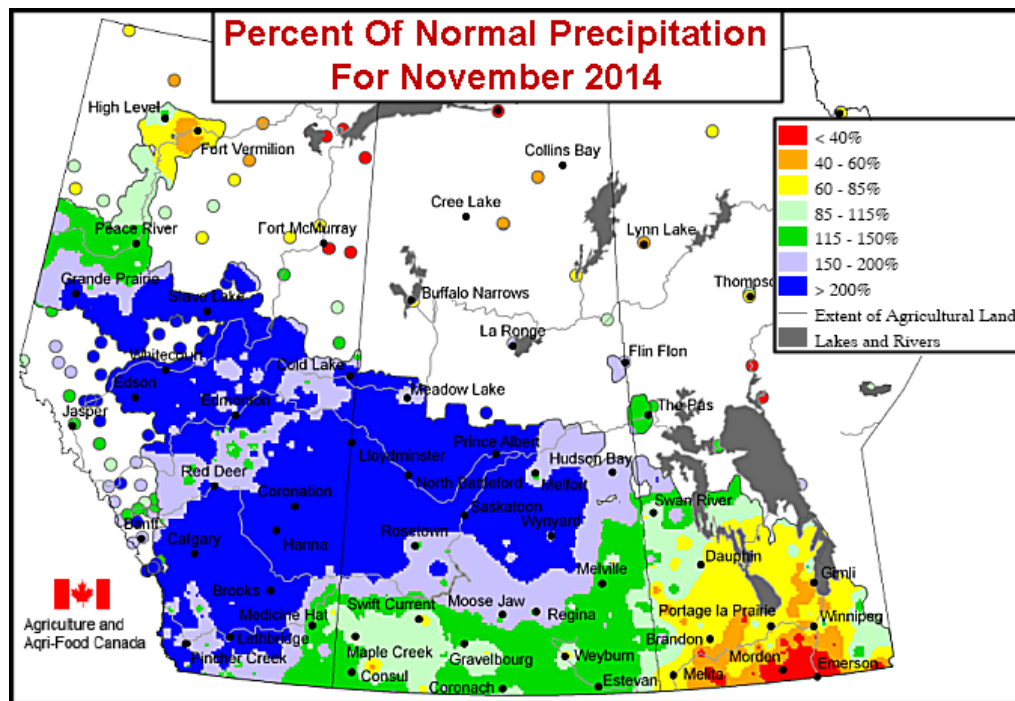 Percent Of Normal Precipitation
For November 2014
High Level
Fort Vermilion
Collins Bay
< 40%
40 - 60%
60 - 85%
85 - 115%
115 - 150%
150 - 200%
> 200%
Extent of Agricultural Land
Lakes and Rivers
Cree Lake
Peace River
Fort McMurray
Lynn Lake
Grande Prairie
Slave Lake
Buffalo Narrows
Thompso
La Ronge
Whitecourt
Cold Lake
Flin Flon
Edson
Meadow Lake
Jasper
Edmonton
The Pas
Lloydminster
Prince Albert
Red Deer
North Battleford
Melfort
Hudson Bay
Coronation
Saskatoon
Swan River
Banff
Hanna
Rosetown
Wynyard
Calgary
Dauphin
Brooks
Melville
Gimli
Agriculture and
Agri-Food Canada
Medicine Hat
Swift Current
Moose Jaw
Regina
Portage la Prairie
Winnipeg
Lethbridge
Pincher Creek
Maple Creek
Gravelbourg
Weyburn
Brandon
Morden
Emerson
Consul
Coronach
Estevan
Melita